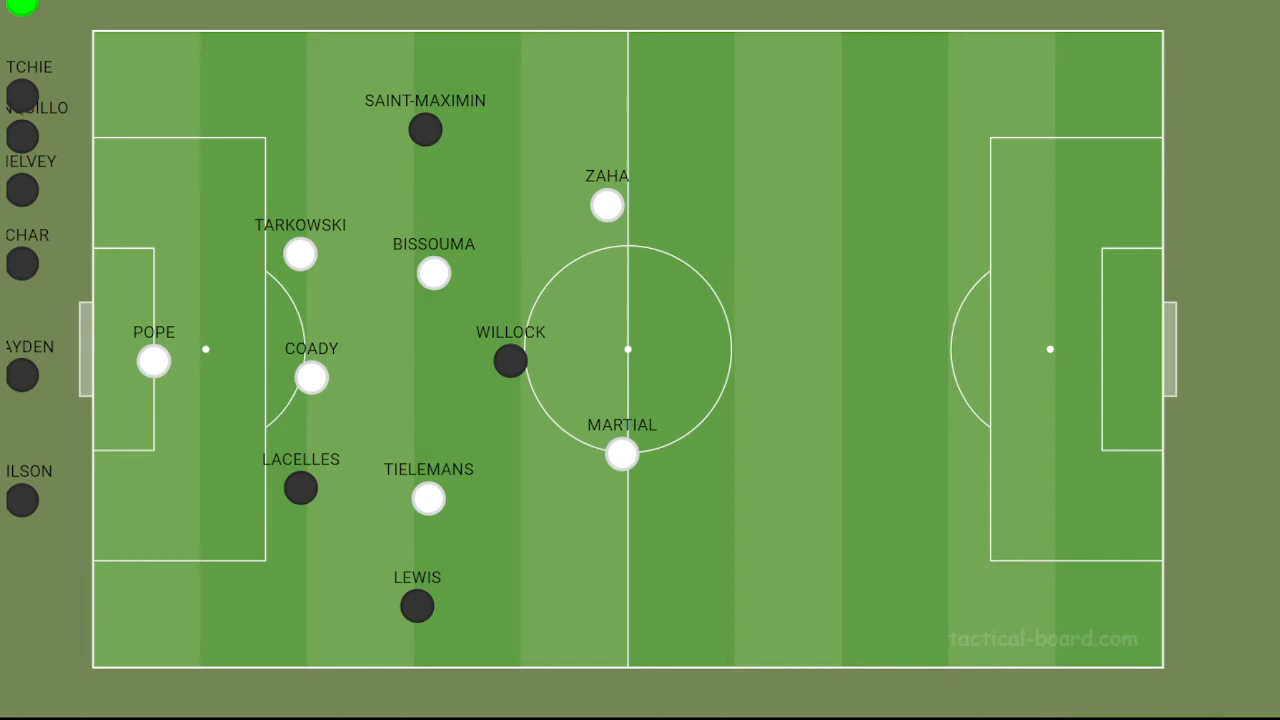 TCHIE
SAINT-MAXIMIN
HELVEY
ZAHA
TARKOWSKI
CHAR
BISSOUMA
POPE
WILLOCK
AYDEN
COADY
MARTIAL
LACELLES
ILSON
TIELEMANS
LEWIS
tactical-board.com